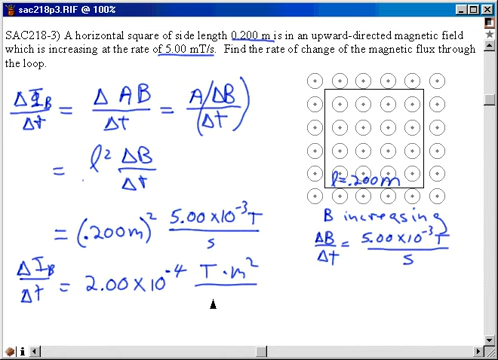 sac218p3.RIF @ 100%
SAC218-3) A horizontal square of side length 0.200 m is in an upward-directed magnetic field
which is increasing at the rate of 5.00 mT/s. Find the rate of change of the magnetic flux through
the loop.
ΔΦB/Δt = Δ AB/Δt = A(ΔB/Δt)
= l² ΔB/Δt
l = .200m
B increasing
ΔB/Δt = 5.00×10⁻³T/s
= (.200m)² 5.00×10⁻³T/s
ΔΦB/Δt = 2.00×10⁻⁴ T·m²
i